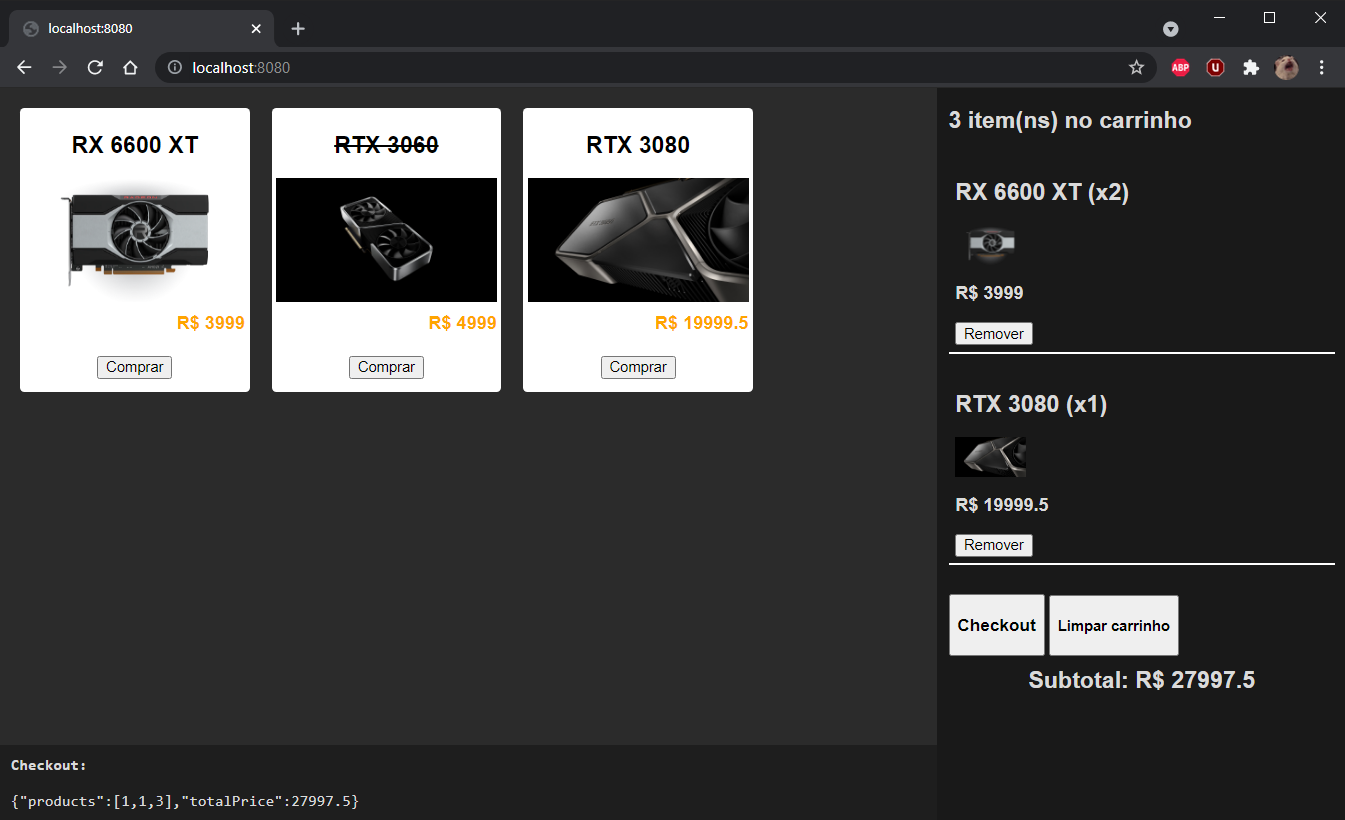 localhost:8080
localhost:8080
ABP
RX 6600 XT
R$ 3999
Comprar
RTX 3060
R$ 4999
Comprar
RTX 3080
R$ 19999.5
Comprar
3 item(ns) no carrinho
RX 6600 XT (x2)
R$ 3999
Remover
RTX 3080 (x1)
R$ 19999.5
Remover
Checkout
Limpar carrinho
Subtotal: R$ 27997.5
Checkout:
{"products":[1,1,3],"totalPrice":27997.5}